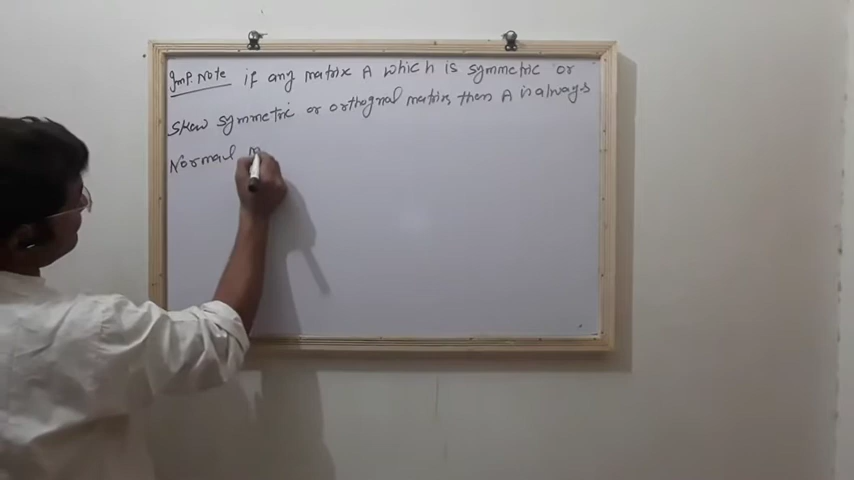 Imp. Note if any matrix A which is symmetric or
skew symmetric or orthogonal matrix then A is always
Normal